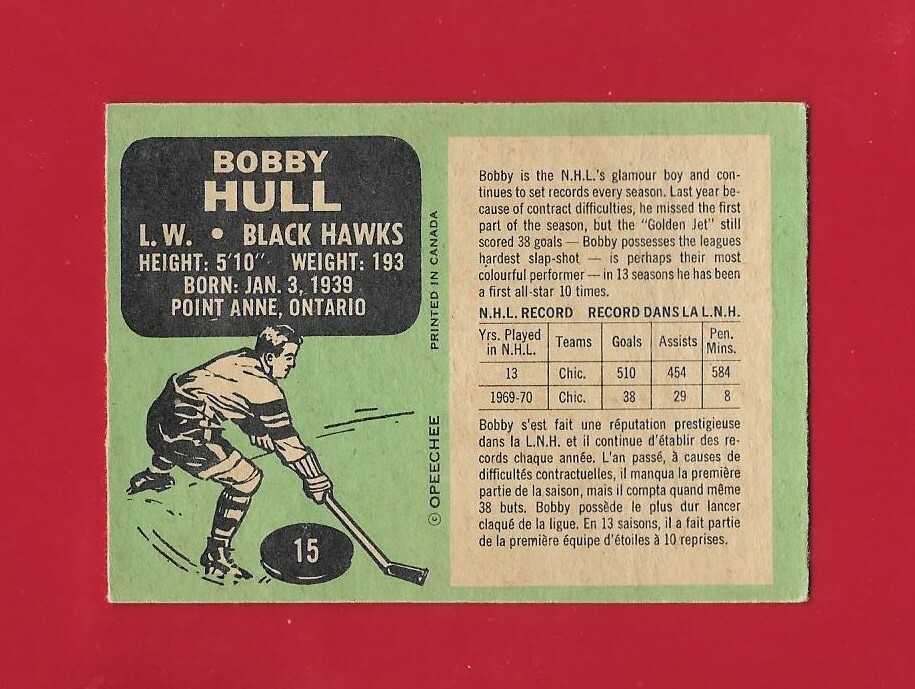 BOBBY
HULL
L.W. • BLACK HAWKS
HEIGHT: 5'10" WEIGHT: 193
BORN: JAN. 3, 1939
POINT ANNE, ONTARIO
PRINTED IN CANADA
© OPEECHEE
15
Bobby is the N.H.L.'s glamour boy and con-
tinues to set records every season. Last year be-
cause of contract difficulties, he missed the first
part of the season, but the "Golden Jet" still
scored 38 goals — Bobby possesses the leagues
hardest slap-shot — is perhaps their most
colourful performer — in 13 seasons he has been
a first all-star 10 times.
N.H.L. RECORD RECORD DANS LA L.N.H.
Yrs. Played in N.H.L. Teams Goals Assists Pen. Mins.
13 Chic. 510 454 584
1969-70 Chic. 38 29 8
Bobby s'est fait une réputation prestigieuse
dans la L.N.H. et il continue d'établir des re-
cords chaque année. L'an passé, à causes de
difficultés contractuelles, il manqua la première
partie de la saison, mais il compta quand même
38 buts. Bobby possède le plus dur lancer
claqué de la ligue. En 13 saisons, il a fait partie
de la première équipe d'étoiles à 10 reprises.